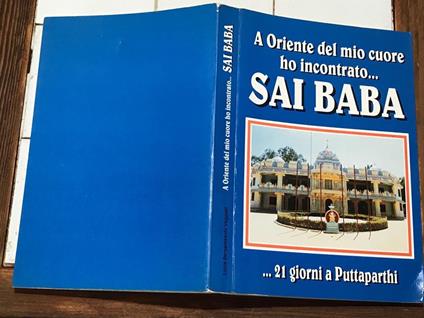 A Oriente del mio cuore
ho incontrato...
SAI BABA
... 21 giorni a Puttaparthi
A Oriente del mio cuore ho incontrato... SAI BABA